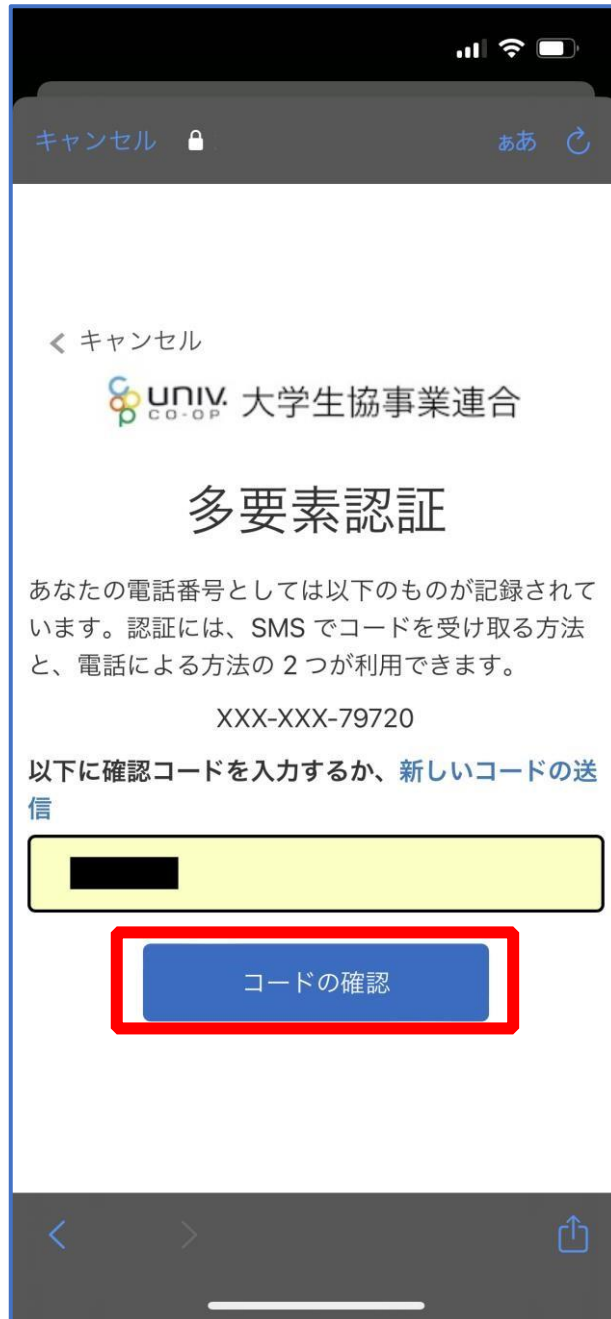 キャンセル ぁあ
キャンセル
UNIV. CO-OP 大学生協事業連合
多要素認証
あなたの電話番号としては以下のものが記録されて
います。認証には、SMS でコードを受け取る方法
と、電話による方法の 2 つが利用できます。
XXX-XXX-79720
以下に確認コードを入力するか、新しいコードの送
信
コードの確認